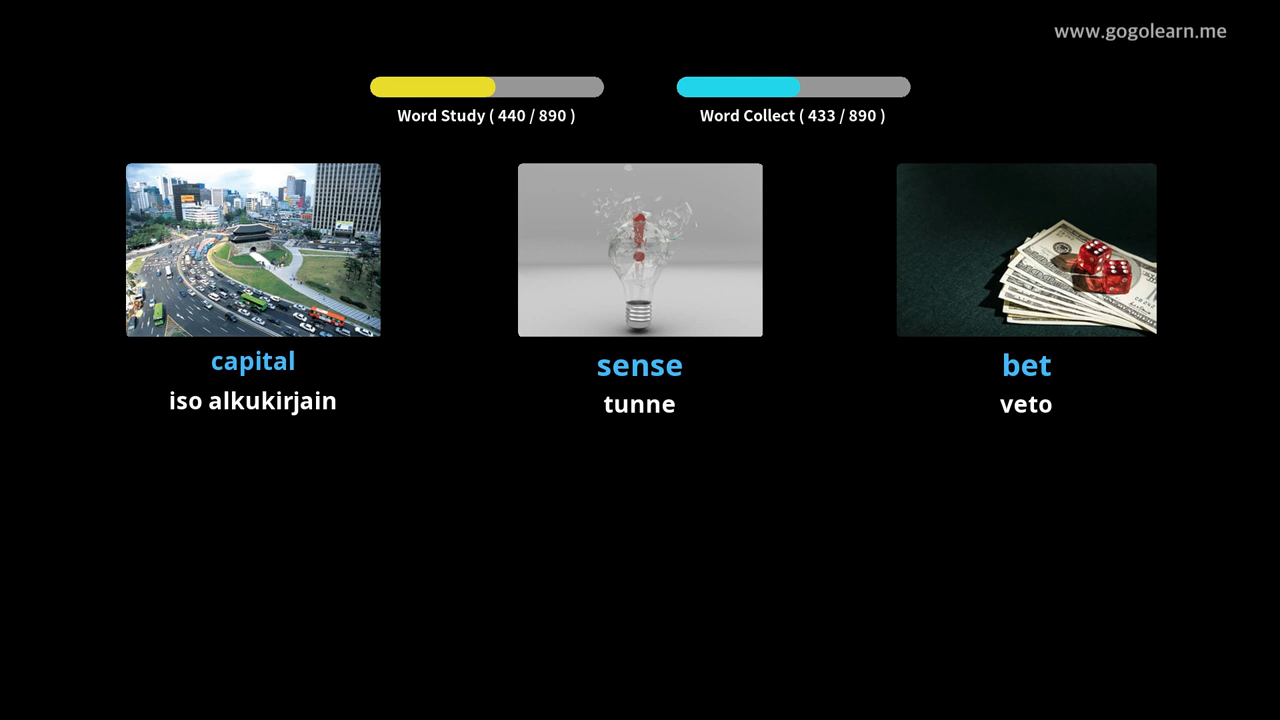 www.gogolearn.me
Word Study ( 440 / 890 )
Word Collect ( 433 / 890 )
capital
iso alkukirjain
sense
tunne
bet
veto